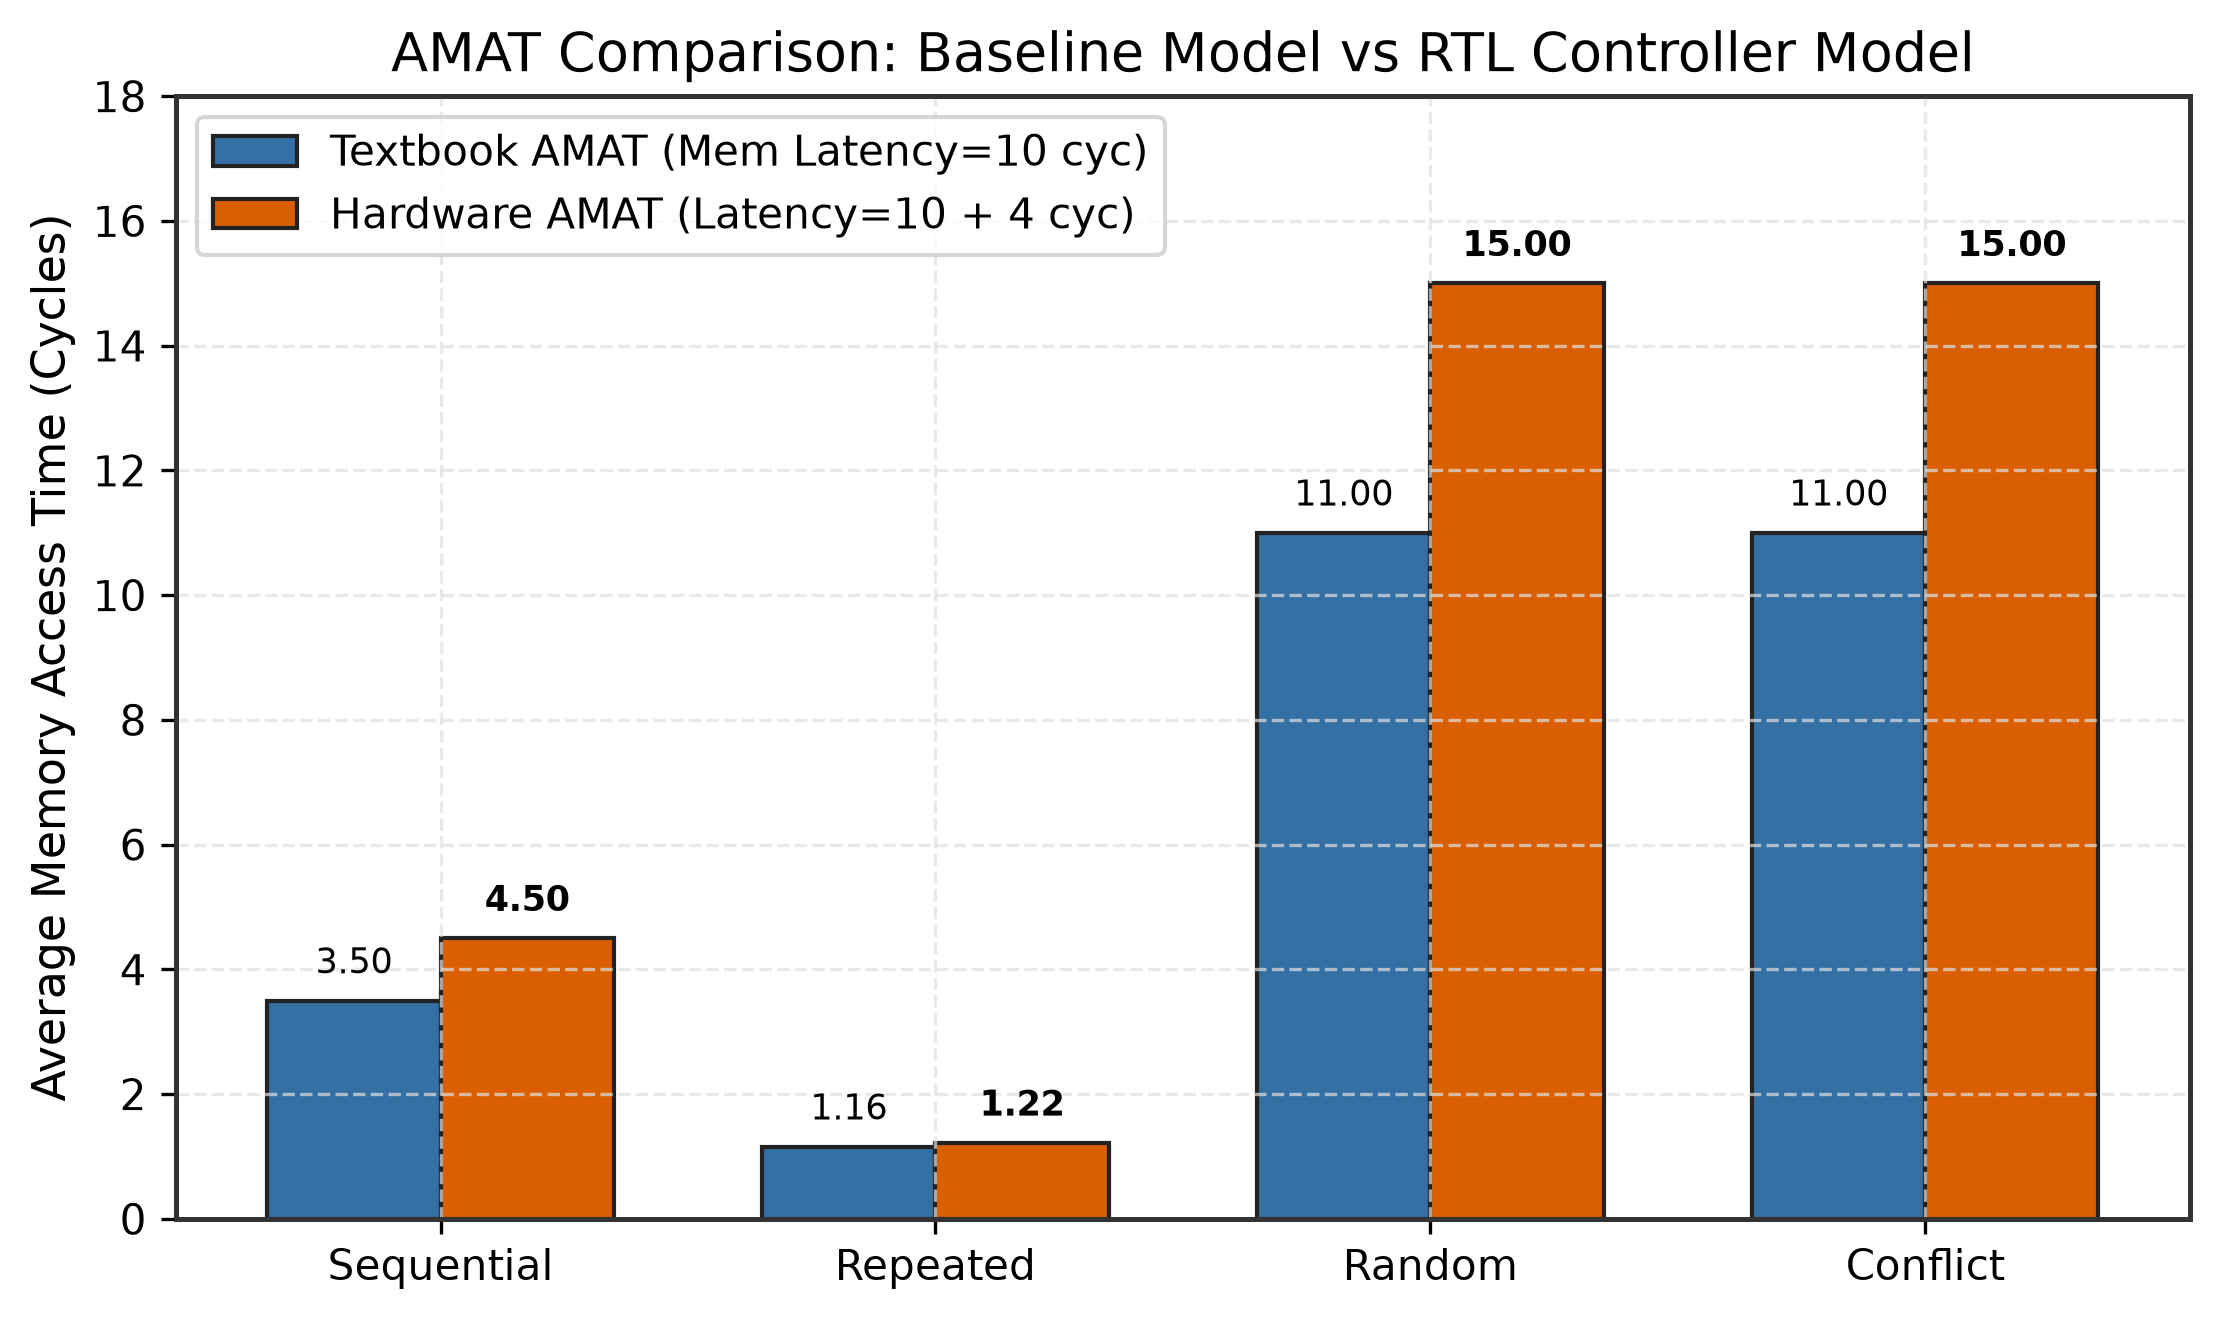 AMAT Comparison: Baseline Model vs RTL Controller Model
Textbook AMAT (Mem Latency=10 cyc)
Hardware AMAT (Latency=10 + 4 cyc)
Average Memory Access Time (Cycles)
18
16
14
12
10
8
6
4
2
0
3.50
4.50
1.16
1.22
11.00
15.00
11.00
15.00
Sequential
Repeated
Random
Conflict